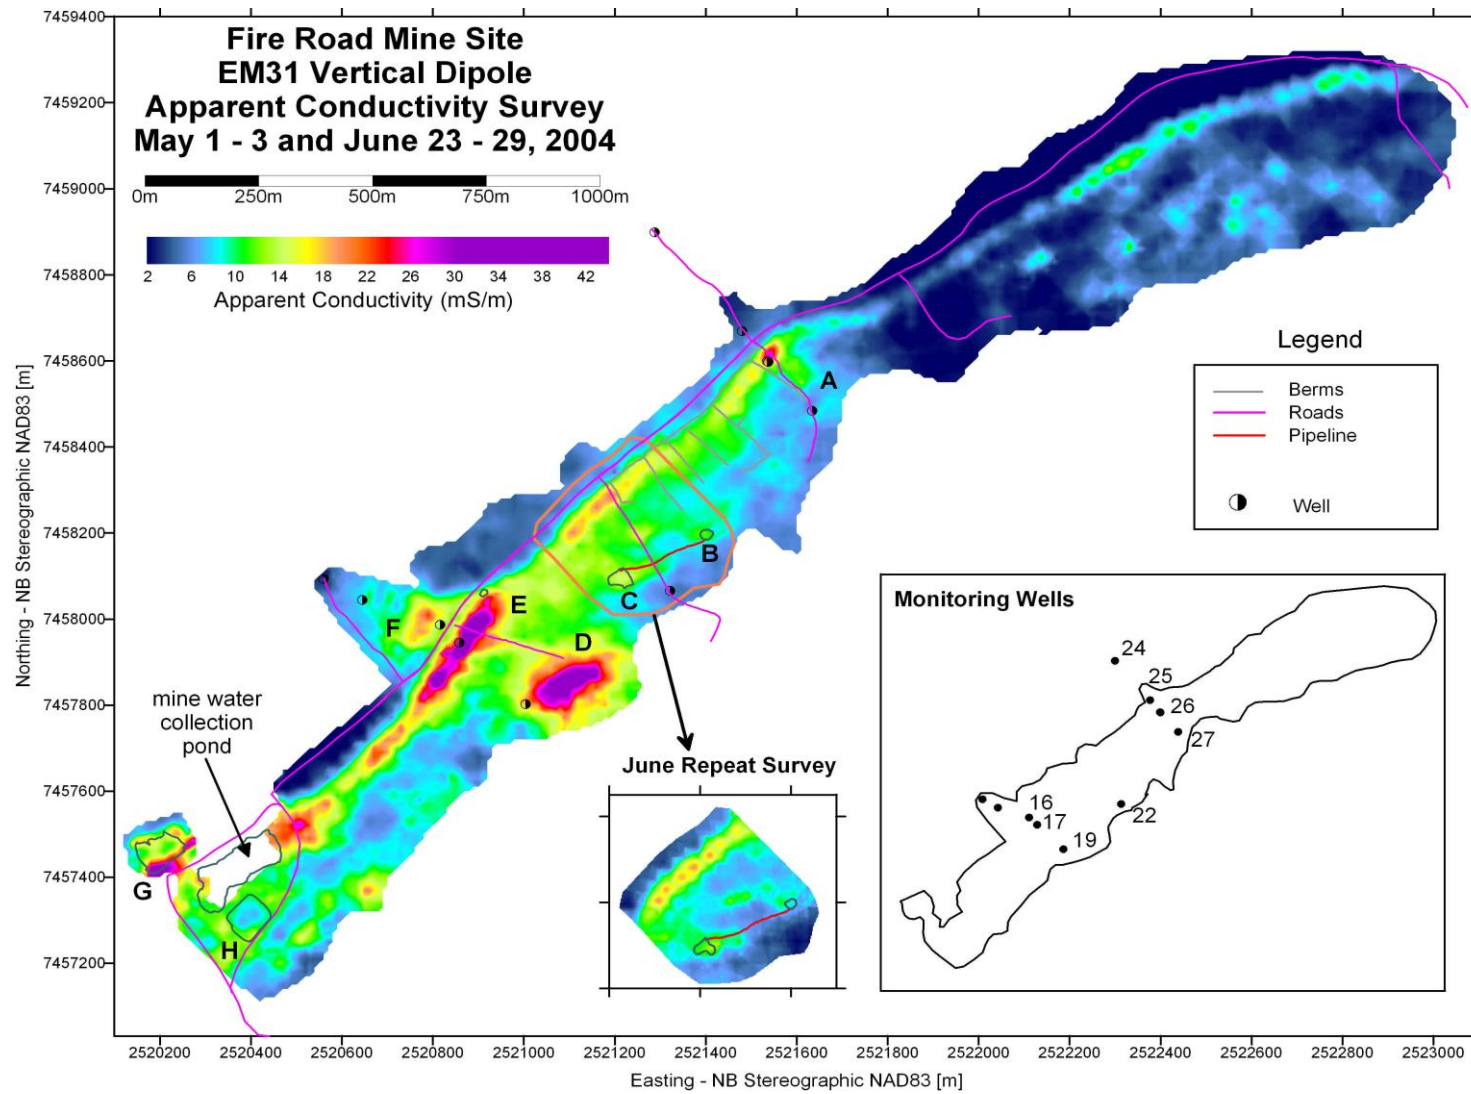 Fire Road Mine Site
EM31 Vertical Dipole
Apparent Conductivity Survey
May 1 - 3 and June 23 - 29, 2004
0m 250m 500m 750m 1000m
2 6 10 14 18 22 26 30 34 38 42
Apparent Conductivity (mS/m)
7459400
7459200
7459000
7458800
7458600
7458400
7458200
7458000
7457800
7457600
7457400
7457200
Northing - NB Stereographic NAD83 [m]
A
B
C
D
E
F
G
H
mine water
collection
pond
June Repeat Survey
Legend
Berms
Roads
Pipeline
Well
Monitoring Wells
24
25
26
27
16
17
22
19
2520200 2520400 2520600 2520800 2521000 2521200 2521400 2521600 2521800 2522000 2522200 2522400 2522600 2522800 2523000
Easting - NB Stereographic NAD83 [m]